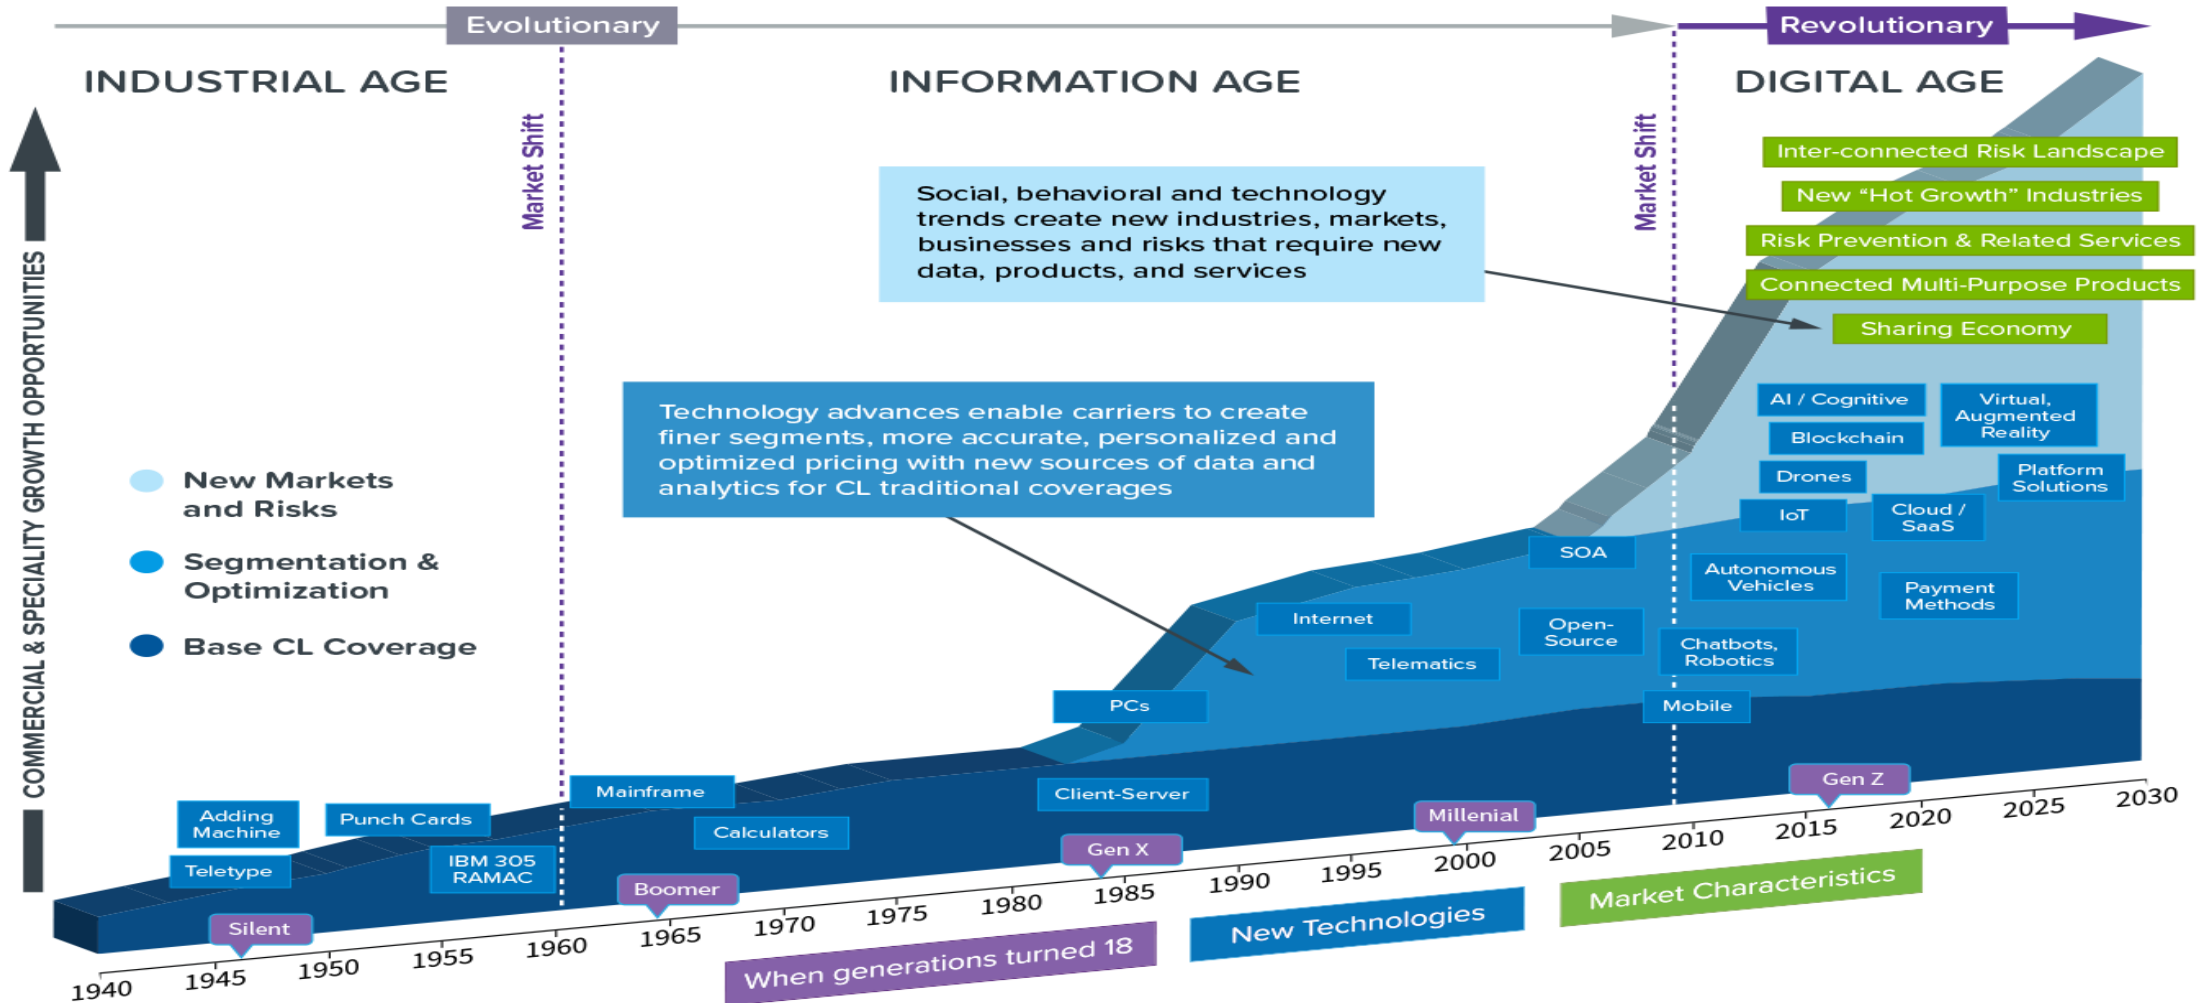 Evolutionary
Revolutionary
INDUSTRIAL AGE
INFORMATION AGE
DIGITAL AGE
Market Shift
Market Shift
COMMERCIAL & SPECIALITY GROWTH OPPORTUNITIES
Social, behavioral and technology
trends create new industries, markets,
businesses and risks that require new
data, products, and services
Inter-connected Risk Landscape
New “Hot Growth” Industries
Risk Prevention & Related Services
Connected Multi-Purpose Products
Sharing Economy
Technology advances enable carriers to create
finer segments, more accurate, personalized and
optimized pricing with new sources of data and
analytics for CL traditional coverages
New Markets
and Risks
Segmentation &
Optimization
Base CL Coverage
AI / Cognitive
Virtual,
Augmented
Reality
Blockchain
Drones
Platform
Solutions
IoT
Cloud /
SaaS
SOA
Autonomous
Vehicles
Payment
Methods
Internet
Open-
Source
Telematics
Chatbots,
Robotics
PCs
Mobile
Mainframe
Client-Server
Adding
Machine
Punch Cards
Calculators
Teletype
IBM 305
RAMAC
Silent
Boomer
Gen X
Millenial
Gen Z
1940
1945
1950
1955
1960
1965
1970
1975
1980
1985
1990
1995
2000
2005
2010
2015
2020
2025
2030
When generations turned 18
New Technologies
Market Characteristics